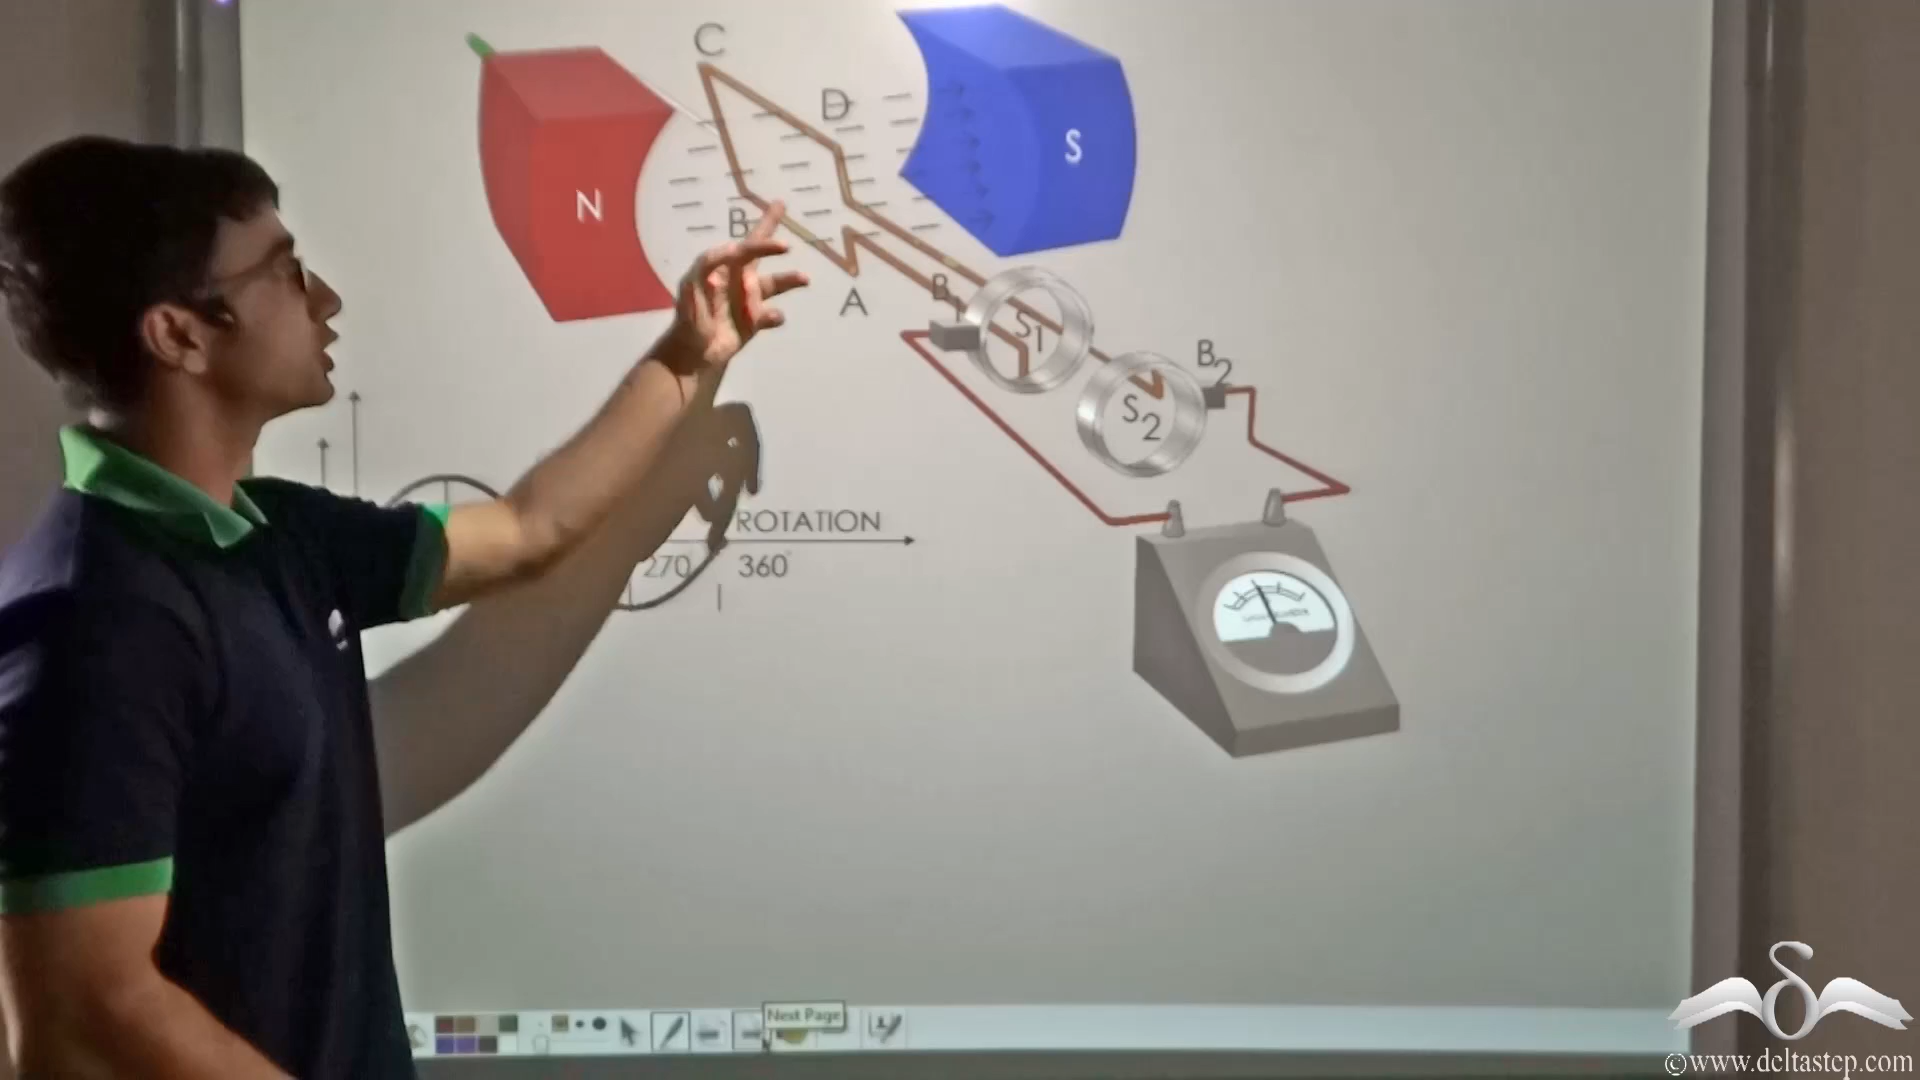 C
D
N
S
B
A
B1
S1
B2
S2
ROTATION
270
360°
Next Page
©www.deltastep.com